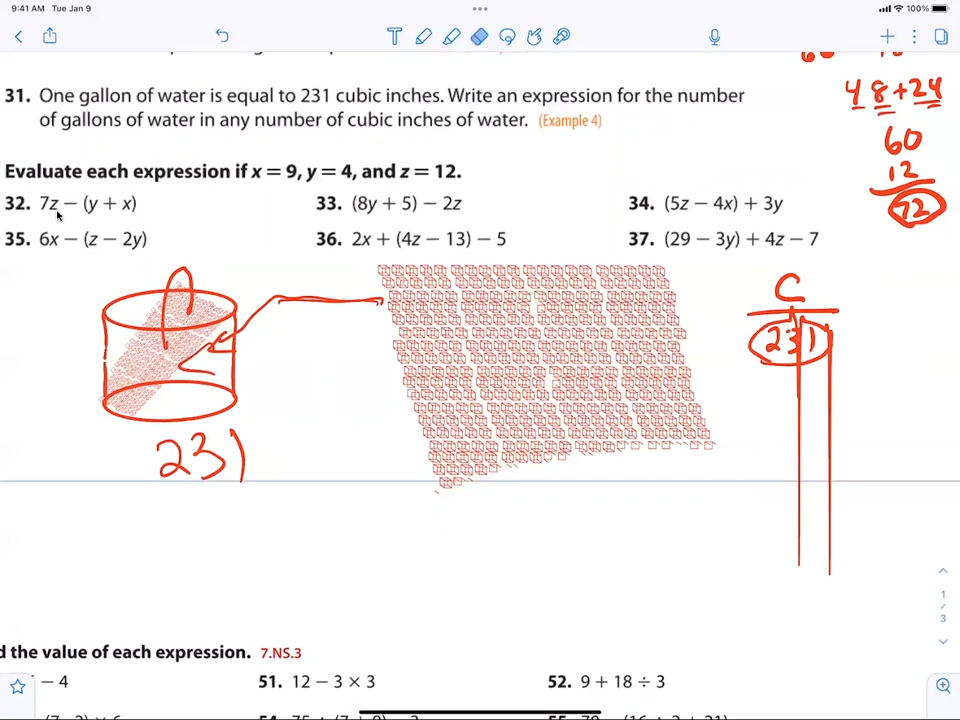 9:41 AM Tue Jan 9
100%
48+24
60
12
72
31. One gallon of water is equal to 231 cubic inches. Write an expression for the number
of gallons of water in any number of cubic inches of water. (Example 4)
Evaluate each expression if x = 9, y = 4, and z = 12.
32. 7z − (y + x)
33. (8y + 5) − 2z
34. (5z − 4x) + 3y
35. 6x − (z − 2y)
36. 2x + (4z − 13) − 5
37. (29 − 3y) + 4z − 7
C
231
231
1
/
3
d the value of each expression. 7.NS.3
− 4
51. 12 − 3 × 3
52. 9 + 18 ÷ 3